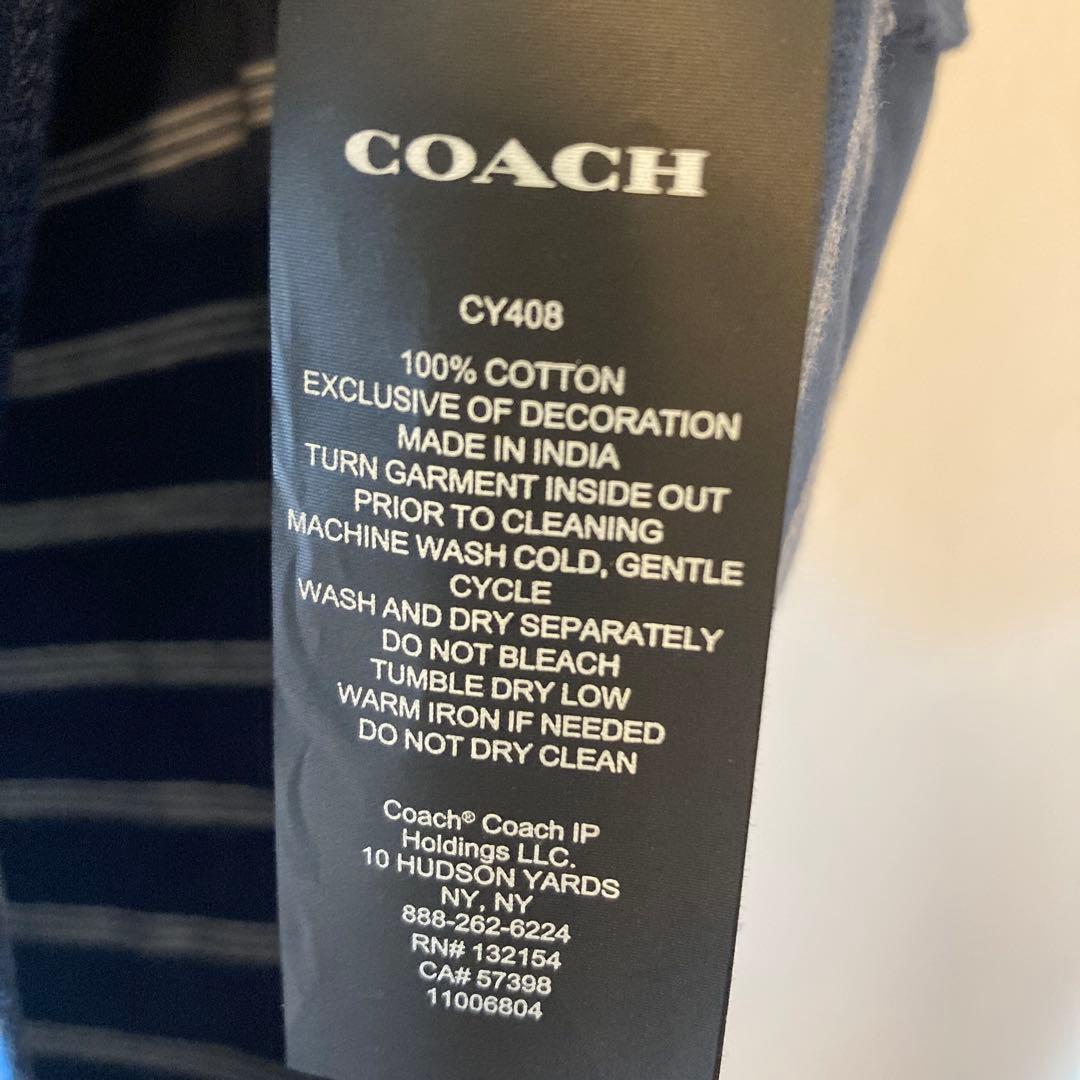 COACH
CY408
100% COTTON
EXCLUSIVE OF DECORATION
MADE IN INDIA
TURN GARMENT INSIDE OUT
PRIOR TO CLEANING
MACHINE WASH COLD, GENTLE
CYCLE
WASH AND DRY SEPARATELY
DO NOT BLEACH
TUMBLE DRY LOW
WARM IRON IF NEEDED
DO NOT DRY CLEAN
Coach® Coach IP
Holdings LLC.
10 HUDSON YARDS
NY, NY
888-262-6224
RN# 132154
CA# 57398
11006804